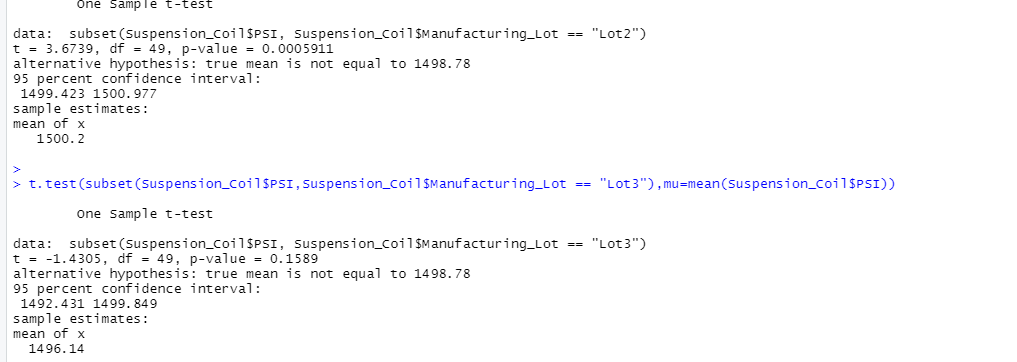 One Sample t-test
data:  subset(Suspension_Coil$PSI, Suspension_Coil$Manufacturing_Lot == "Lot2")
t = 3.6739, df = 49, p-value = 0.0005911
alternative hypothesis: true mean is not equal to 1498.78
95 percent confidence interval:
1499.423 1500.977
sample estimates:
mean of x
1500.2
>
> t.test(subset(Suspension_Coil$PSI,Suspension_Coil$Manufacturing_Lot == "Lot3"),mu=mean(Suspension_Coil$PSI))
One Sample t-test
data:  subset(Suspension_Coil$PSI, Suspension_Coil$Manufacturing_Lot == "Lot3")
t = -1.4305, df = 49, p-value = 0.1589
alternative hypothesis: true mean is not equal to 1498.78
95 percent confidence interval:
1492.431 1499.849
sample estimates:
mean of x
1496.14